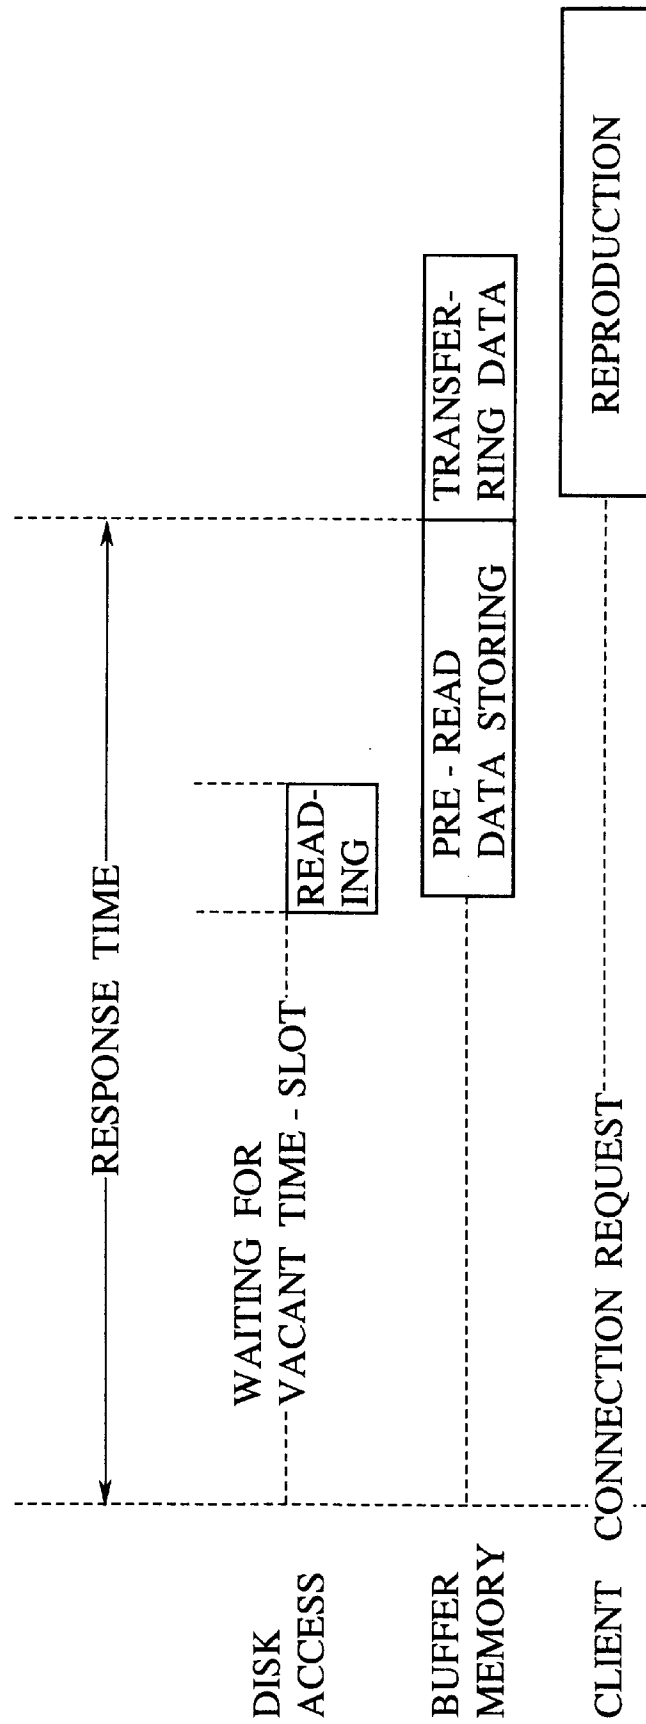 RESPONSE TIME
DISK
ACCESS
WAITING FOR
VACANT TIME - SLOT
READ-
ING
BUFFER
MEMORY
PRE - READ
DATA STORING
TRANSFER-
RING DATA
CLIENT
CONNECTION REQUEST
REPRODUCTION